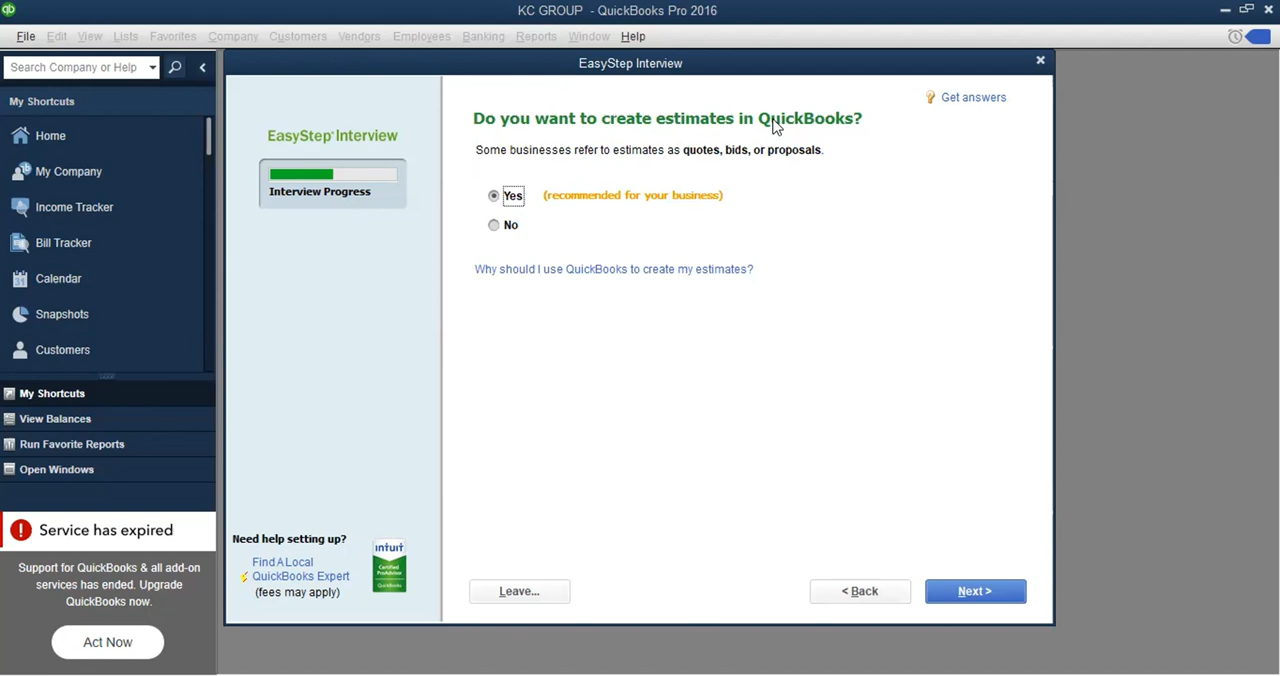 qb
KC GROUP - QuickBooks Pro 2016
File Edit View Lists Favorites Company Customers Vendors Employees Banking Reports Window Help
Search Company or Help
My Shortcuts
Home
My Company
Income Tracker
Bill Tracker
31
Calendar
Snapshots
Customers
My Shortcuts
View Balances
Run Favorite Reports
Open Windows
Service has expired
Support for QuickBooks & all add-on
services has ended. Upgrade
QuickBooks now.
Act Now
EasyStep Interview
EasyStep Interview
Interview Progress
Need help setting up?
Find A Local
QuickBooks Expert
(fees may apply)
intuit
Certified
ProAdvisor
QuickBooks
Get answers
Do you want to create estimates in QuickBooks?
Some businesses refer to estimates as quotes, bids, or proposals.
Yes (recommended for your business)
No
Why should I use QuickBooks to create my estimates?
Leave...
< Back
Next >